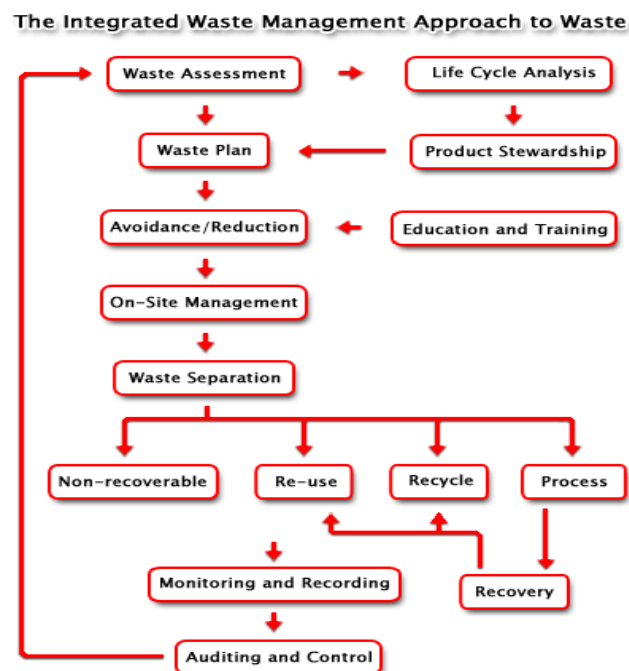 The Integrated Waste Management Approach to Waste
Waste Assessment
Life Cycle Analysis
Waste Plan
Product Stewardship
Avoidance/Reduction
Education and Training
On-Site Management
Waste Separation
Non-recoverable
Re-use
Recycle
Process
Monitoring and Recording
Recovery
Auditing and Control